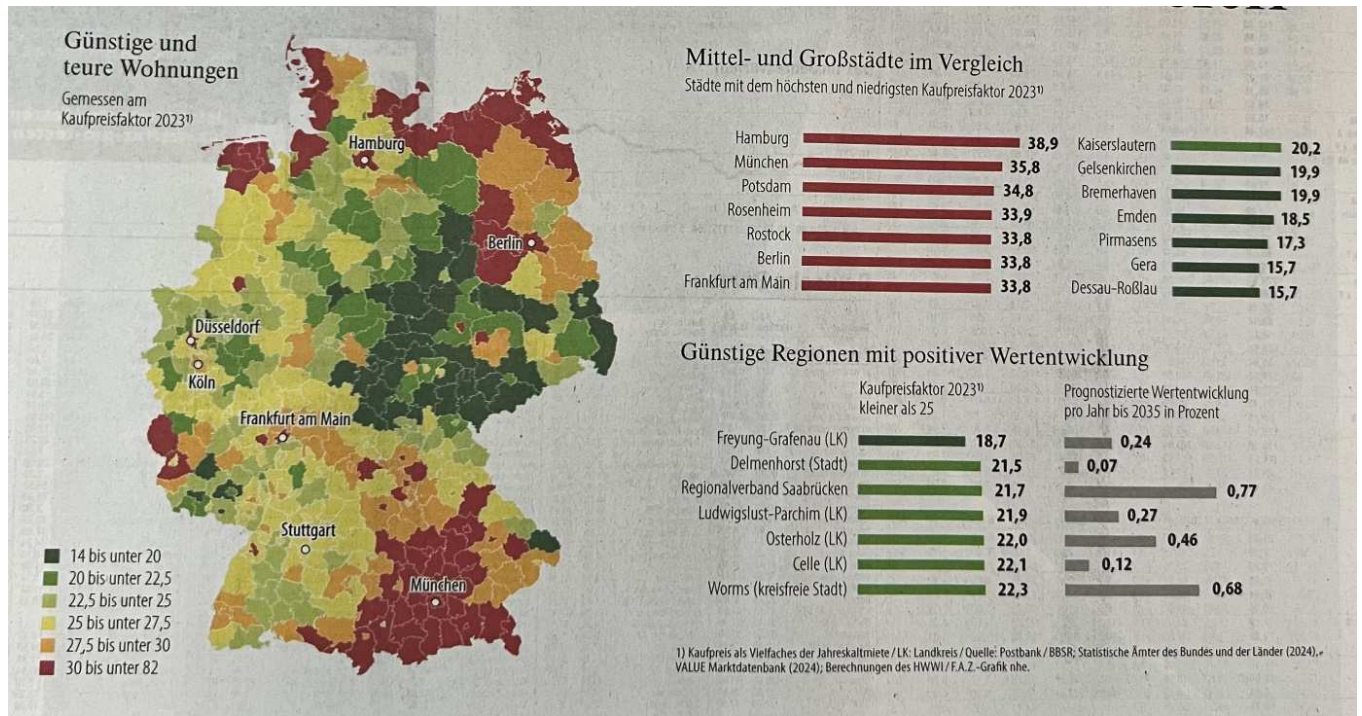 Günstige und
teure Wohnungen
Gemessen am
Kaufpreisfaktor 2023¹⁾
Hamburg
Berlin
Düsseldorf
Köln
Frankfurt am Main
Stuttgart
München
14 bis unter 20
20 bis unter 22,5
22,5 bis unter 25
25 bis unter 27,5
27,5 bis unter 30
30 bis unter 82
Mittel- und Großstädte im Vergleich
Städte mit dem höchsten und niedrigsten Kaufpreisfaktor 2023¹⁾
Hamburg 38,9
München 35,8
Potsdam 34,8
Rosenheim 33,9
Rostock 33,8
Berlin 33,8
Frankfurt am Main 33,8
Kaiserslautern 20,2
Gelsenkirchen 19,9
Bremerhaven 19,9
Emden 18,5
Pirmasens 17,3
Gera 15,7
Dessau-Roßlau 15,7
Günstige Regionen mit positiver Wertentwicklung
Kaufpreisfaktor 2023¹⁾
kleiner als 25
Prognostizierte Wertentwicklung
pro Jahr bis 2035 in Prozent
Freyung-Grafenau (LK) 18,7 0,24
Delmenhorst (Stadt) 21,5 0,07
Regionalverband Saabrücken 21,7 0,77
Ludwigslust-Parchim (LK) 21,9 0,27
Osterholz (LK) 22,0 0,46
Celle (LK) 22,1 0,12
Worms (kreisfreie Stadt) 22,3 0,68
1) Kaufpreis als Vielfaches der Jahreskaltmiete / LK: Landkreis / Quelle: Postbank / BBSR; Statistische Ämter des Bundes und der Länder (2024),
VALUE Marktdatenbank (2024); Berechnungen des HWWI / F.A.Z.-Grafik nhe.